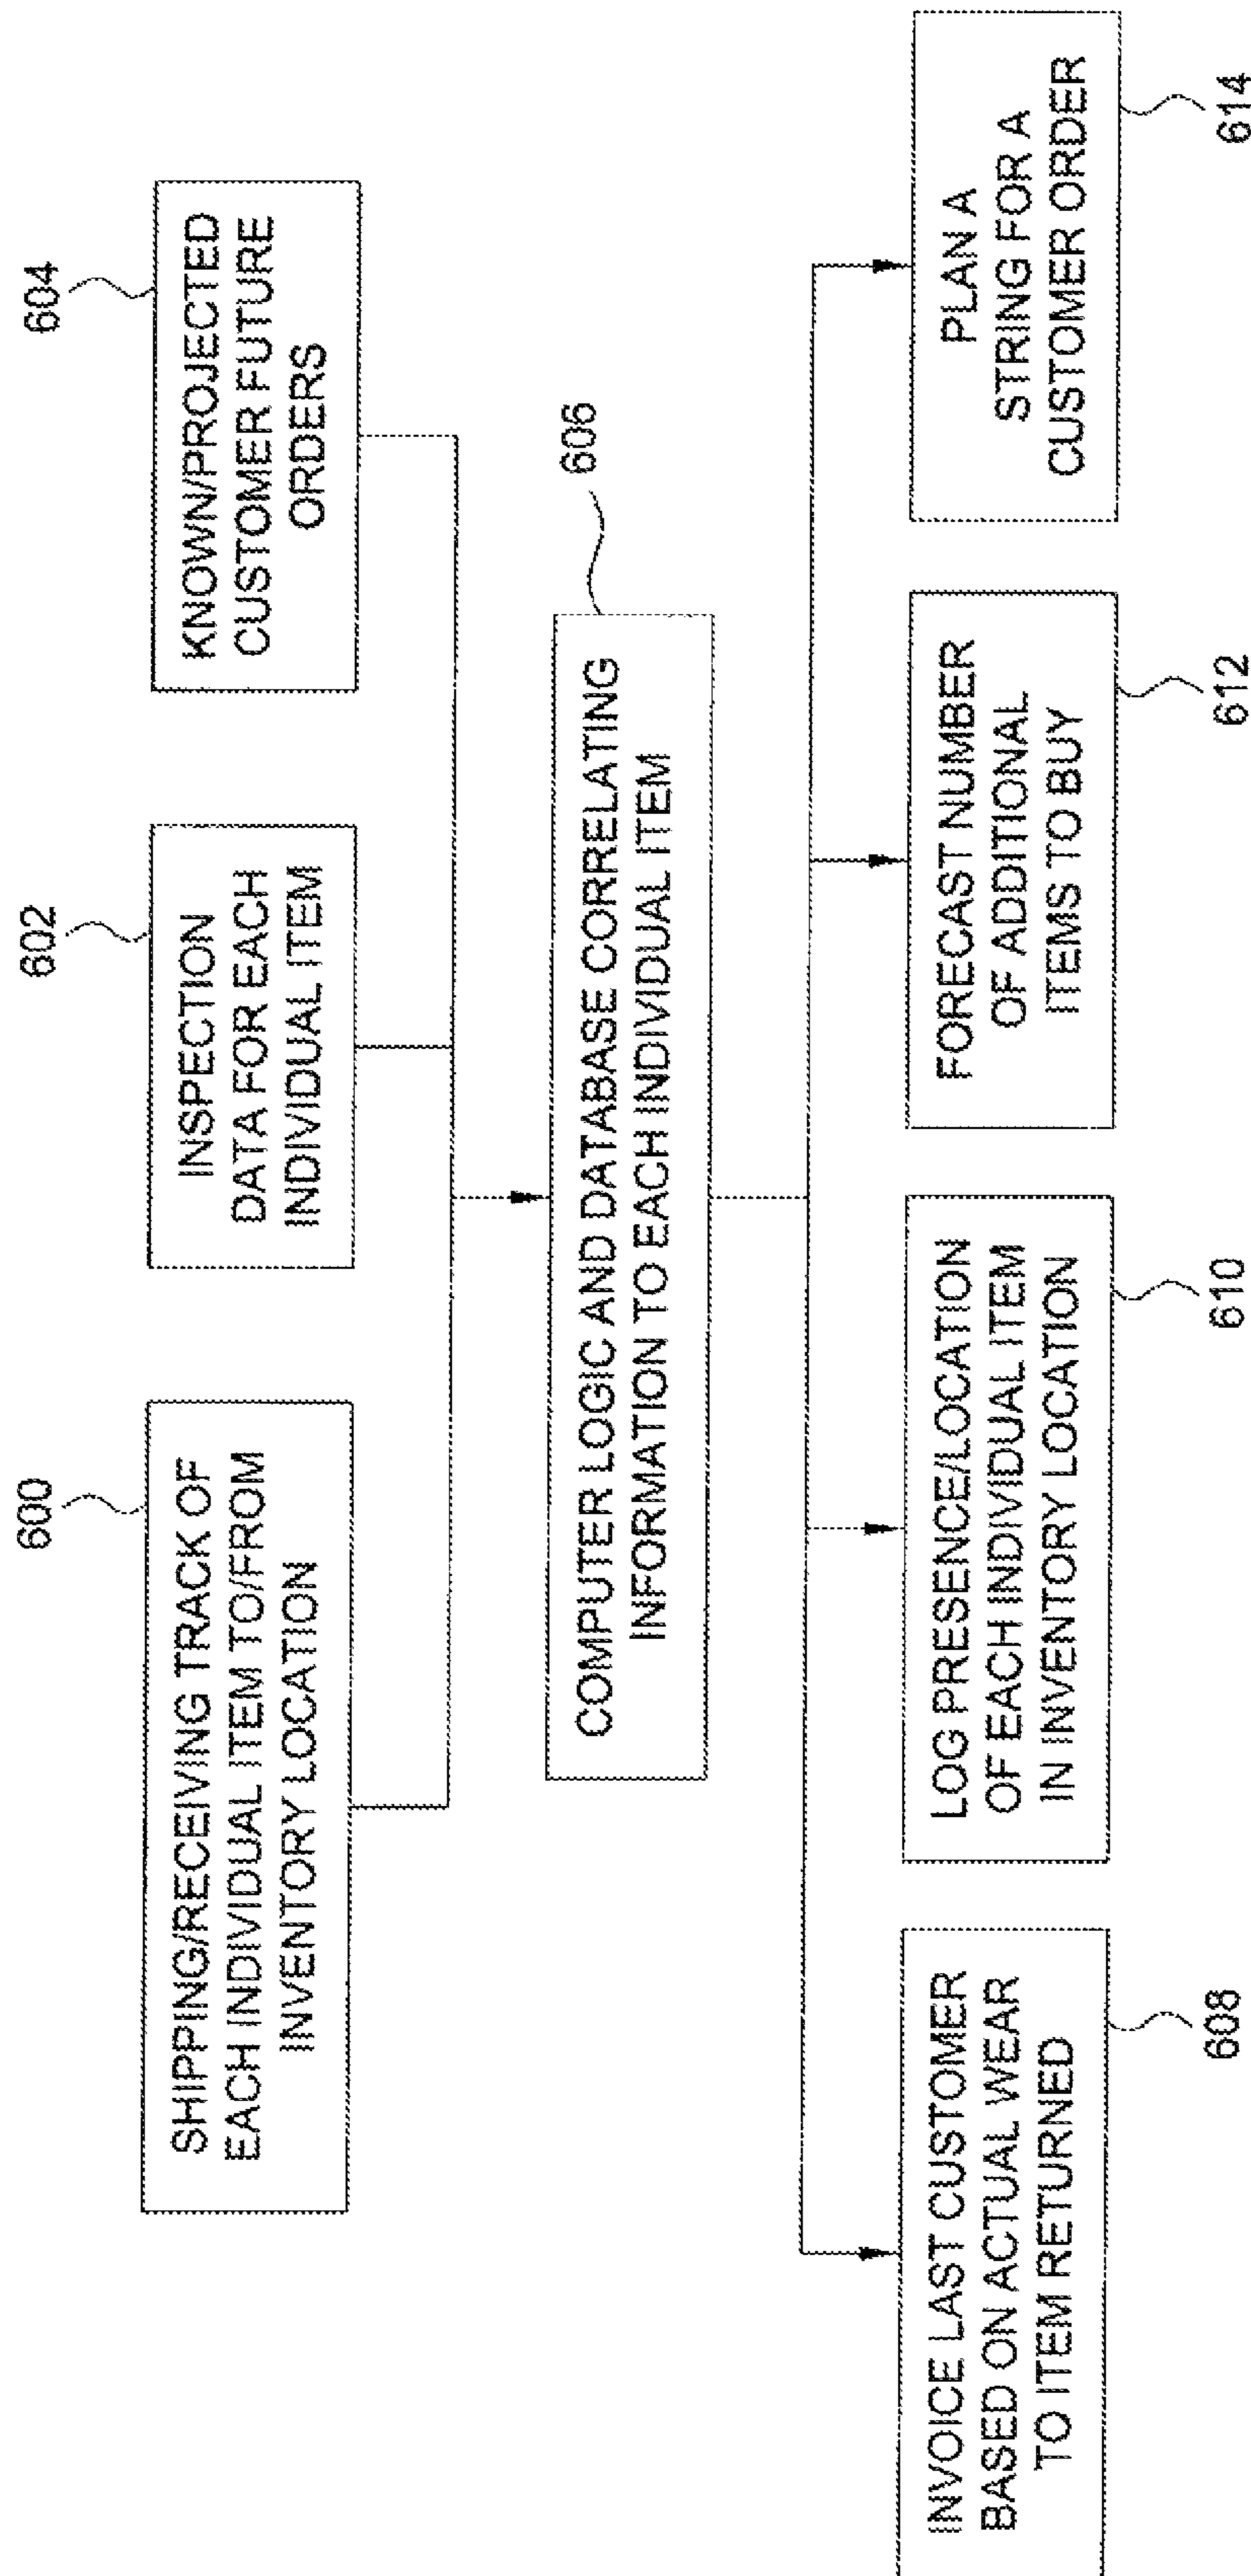 600
SHIPPING/RECEIVING TRACK OF
EACH INDIVIDUAL ITEM TO/FROM
INVENTORY LOCATION
602
INSPECTION
DATA FOR EACH
INDIVIDUAL ITEM
604
KNOWN/PROJECTED
CUSTOMER FUTURE
ORDERS
606
COMPUTER LOGIC AND DATABASE CORRELATING
INFORMATION TO EACH INDIVIDUAL ITEM
INVOICE LAST CUSTOMER
BASED ON ACTUAL WEAR
TO ITEM RETURNED
608
LOG PRESENCE/LOCATION
OF EACH INDIVIDUAL ITEM
IN INVENTORY LOCATION
610
FORECAST NUMBER
OF ADDITIONAL
ITEMS TO BUY
612
PLAN A
STRING FOR A
CUSTOMER ORDER
614